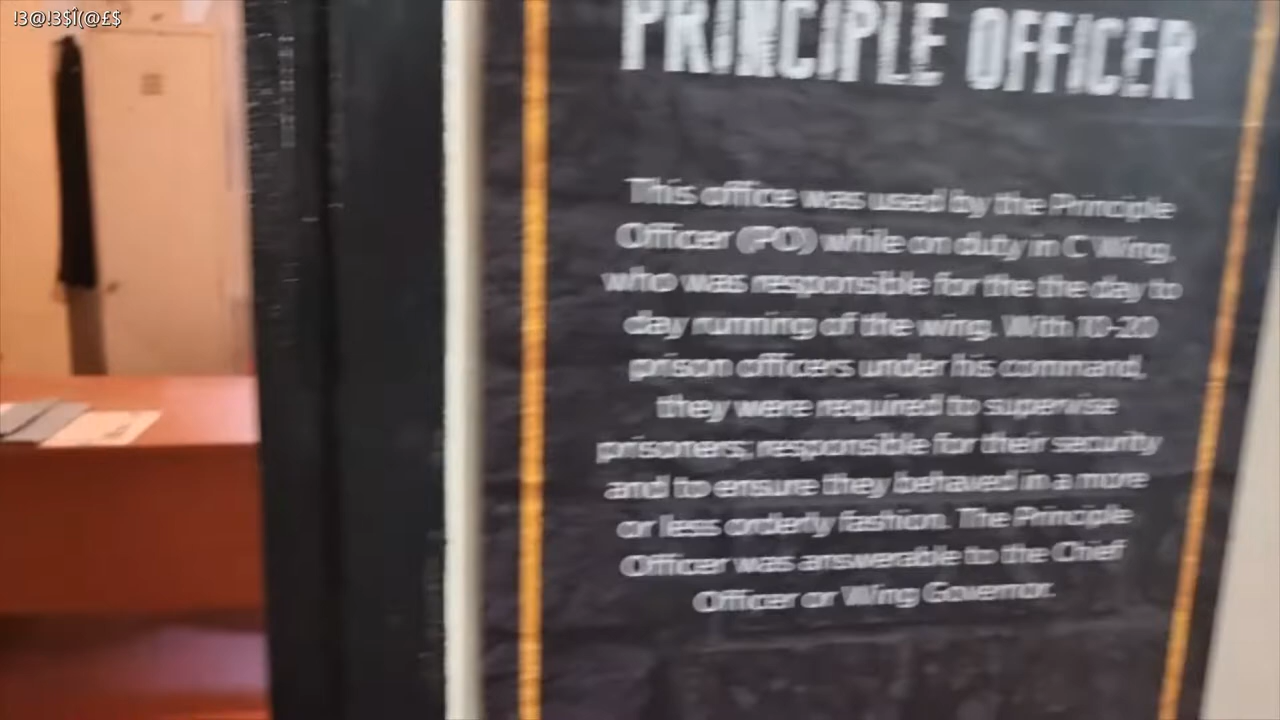 !3@!3$Î(@£$
PRINCIPLE OFFICER
This office was used by the Principle
Officer (PO) while on duty in C Wing,
who was responsible for the the day to
day running of the wing. With 10-20
prison officers under his command,
they were required to supervise
prisoners; responsible for their security
and to ensure they behaved in a more
or less orderly fashion. The Principle
Officer was answerable to the Chief
Officer or Wing Governor.